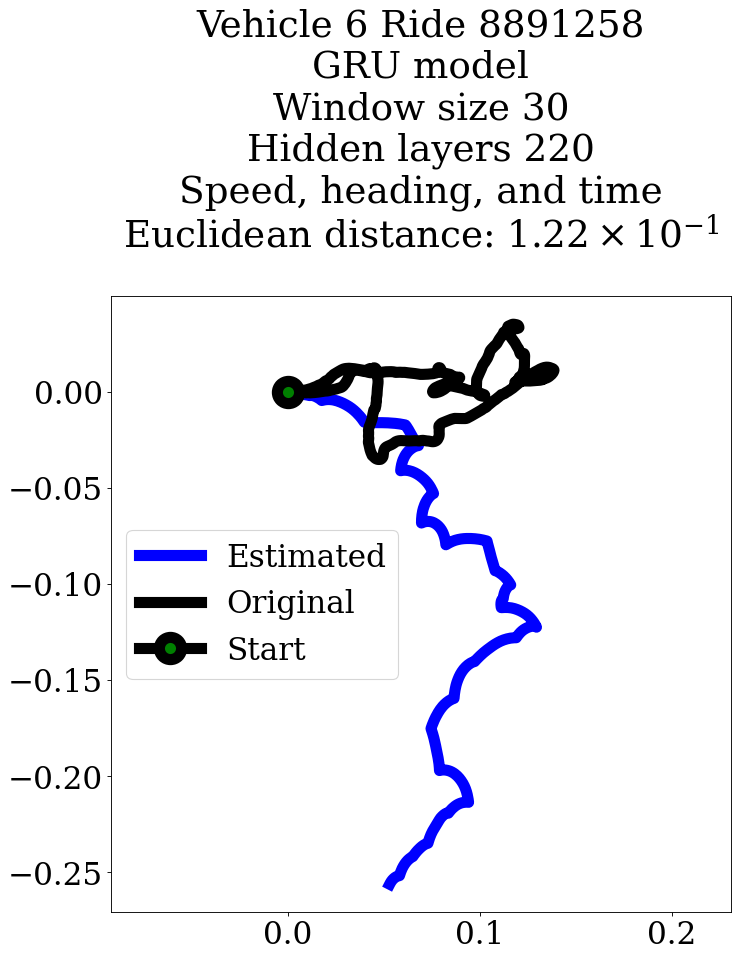 Vehicle 6 Ride 8891258
GRU model
Window size 30
Hidden layers 220
Speed, heading, and time
Euclidean distance: 1.22 × 10⁻¹
0.00
−0.05
−0.10
−0.15
−0.20
−0.25
Estimated
Original
Start
0.0
0.1
0.2